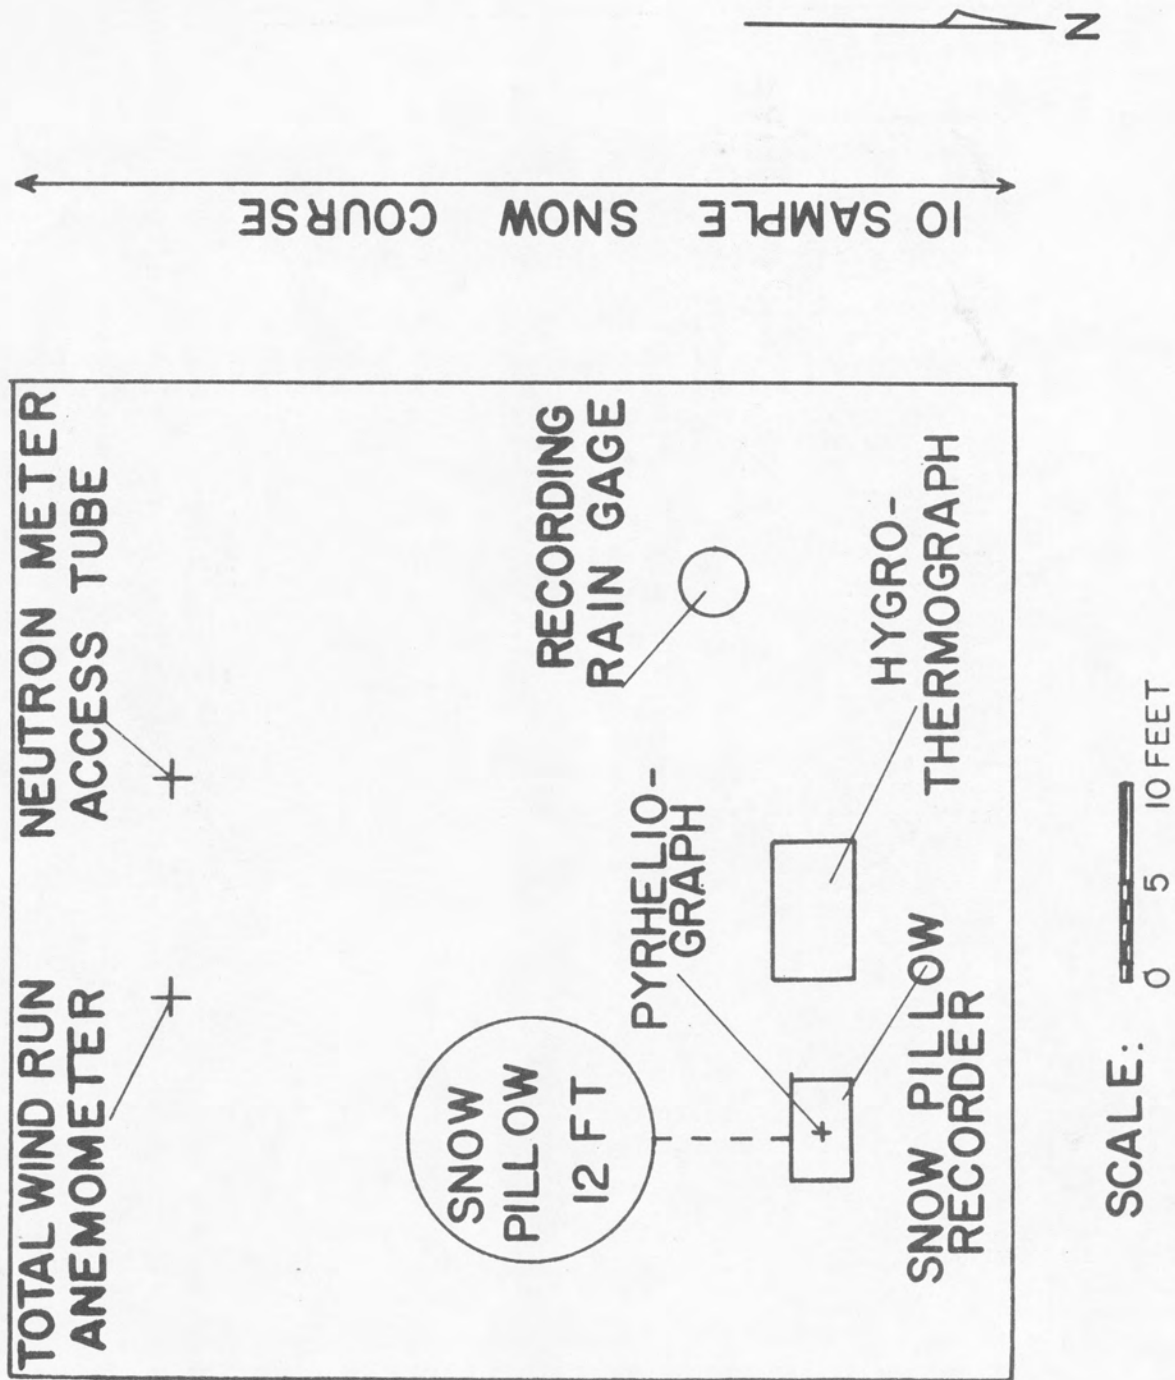 TOTAL WIND RUN
ANEMOMETER
NEUTRON METER
ACCESS TUBE
SNOW
PILLOW
12 FT
RECORDING
RAIN GAGE
PYRHELIO-
GRAPH
HYGRO-
THERMOGRAPH
SNOW PILLOW
RECORDER
10 SAMPLE SNOW COURSE
N
SCALE:
0 5 10 FEET